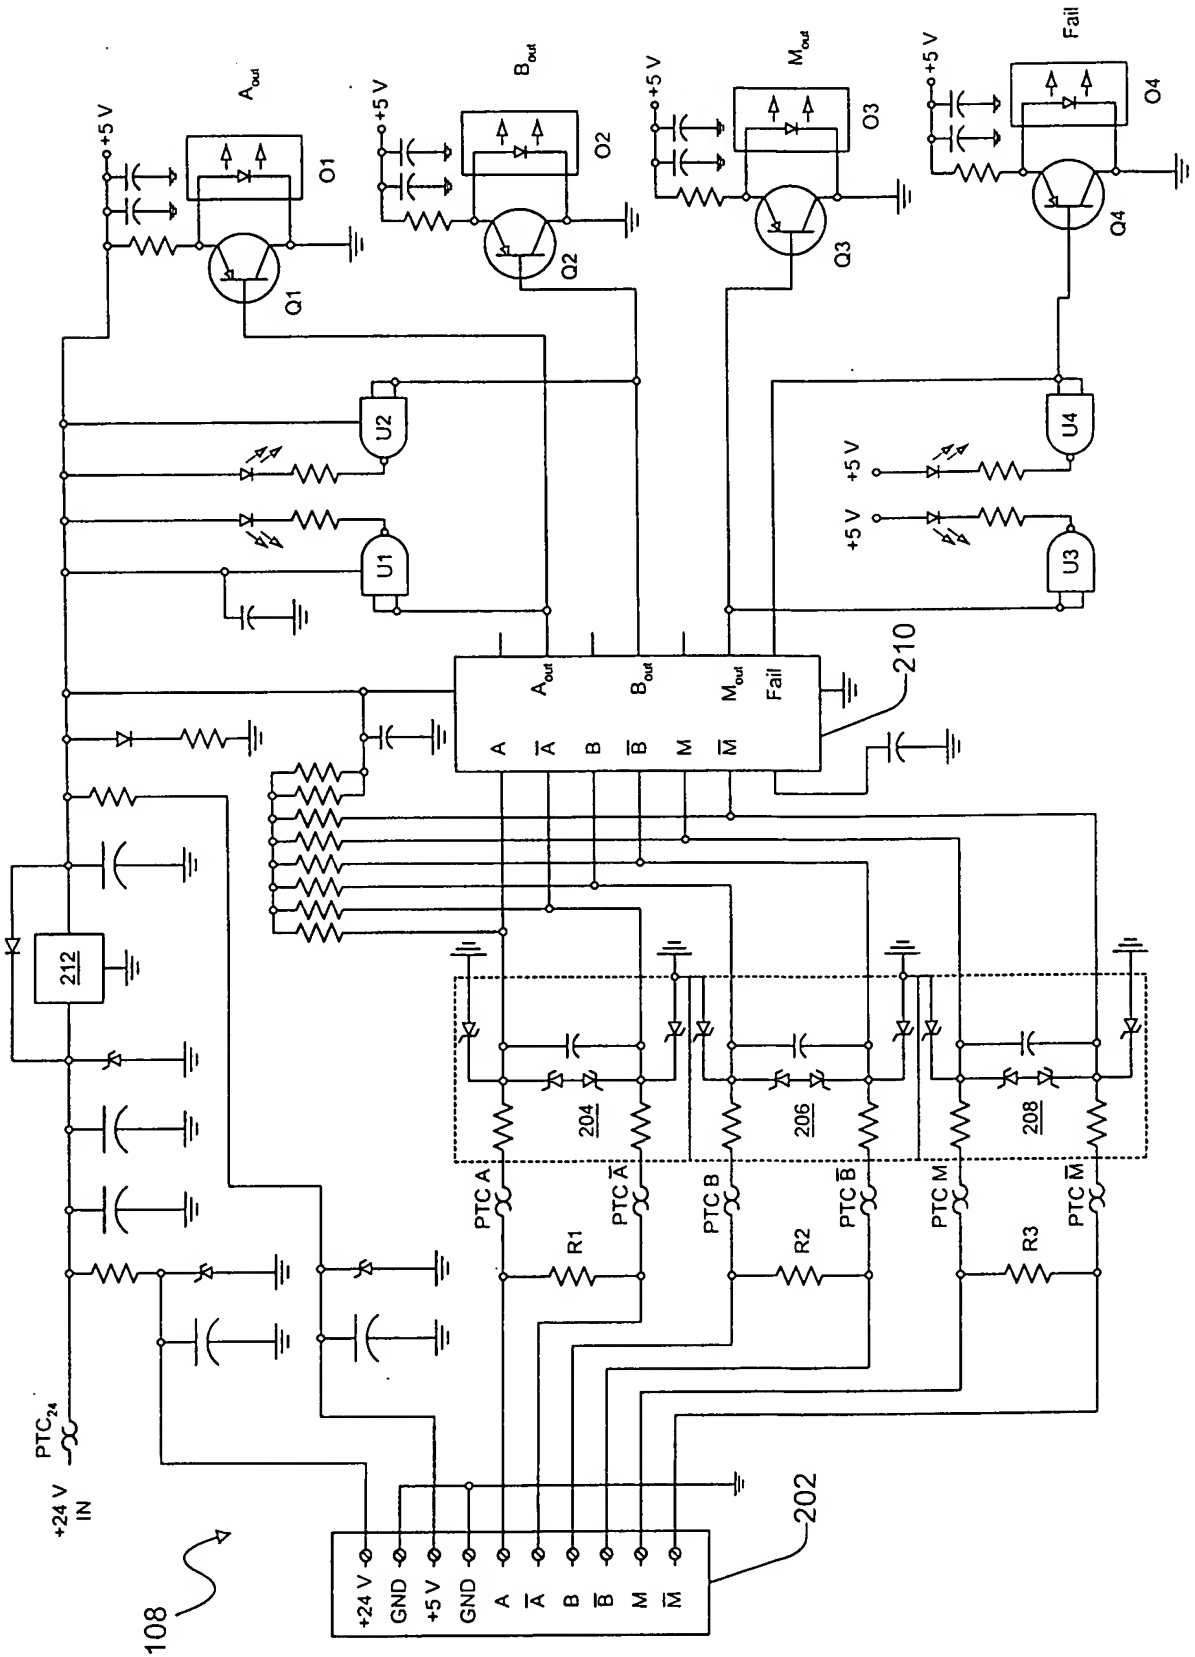 108
+24 V
IN
PTC24
212
+5 V
Aout
O1
Q1
+5 V
Bout
O2
Q2
+5 V
Mout
O3
Q3
+5 V
Fail
O4
Q4
U1
U2
+5 V
+5 V
U3
U4
A
A̅
B
B̅
M
M̅
Aout
Bout
Mout
Fail
210
204
206
208
PTC A
PTC A̅
PTC B
PTC B̅
PTC M
PTC M̅
R1
R2
R3
+24 V
GND
+5 V
GND
A
A̅
B
B̅
M
M̅
202